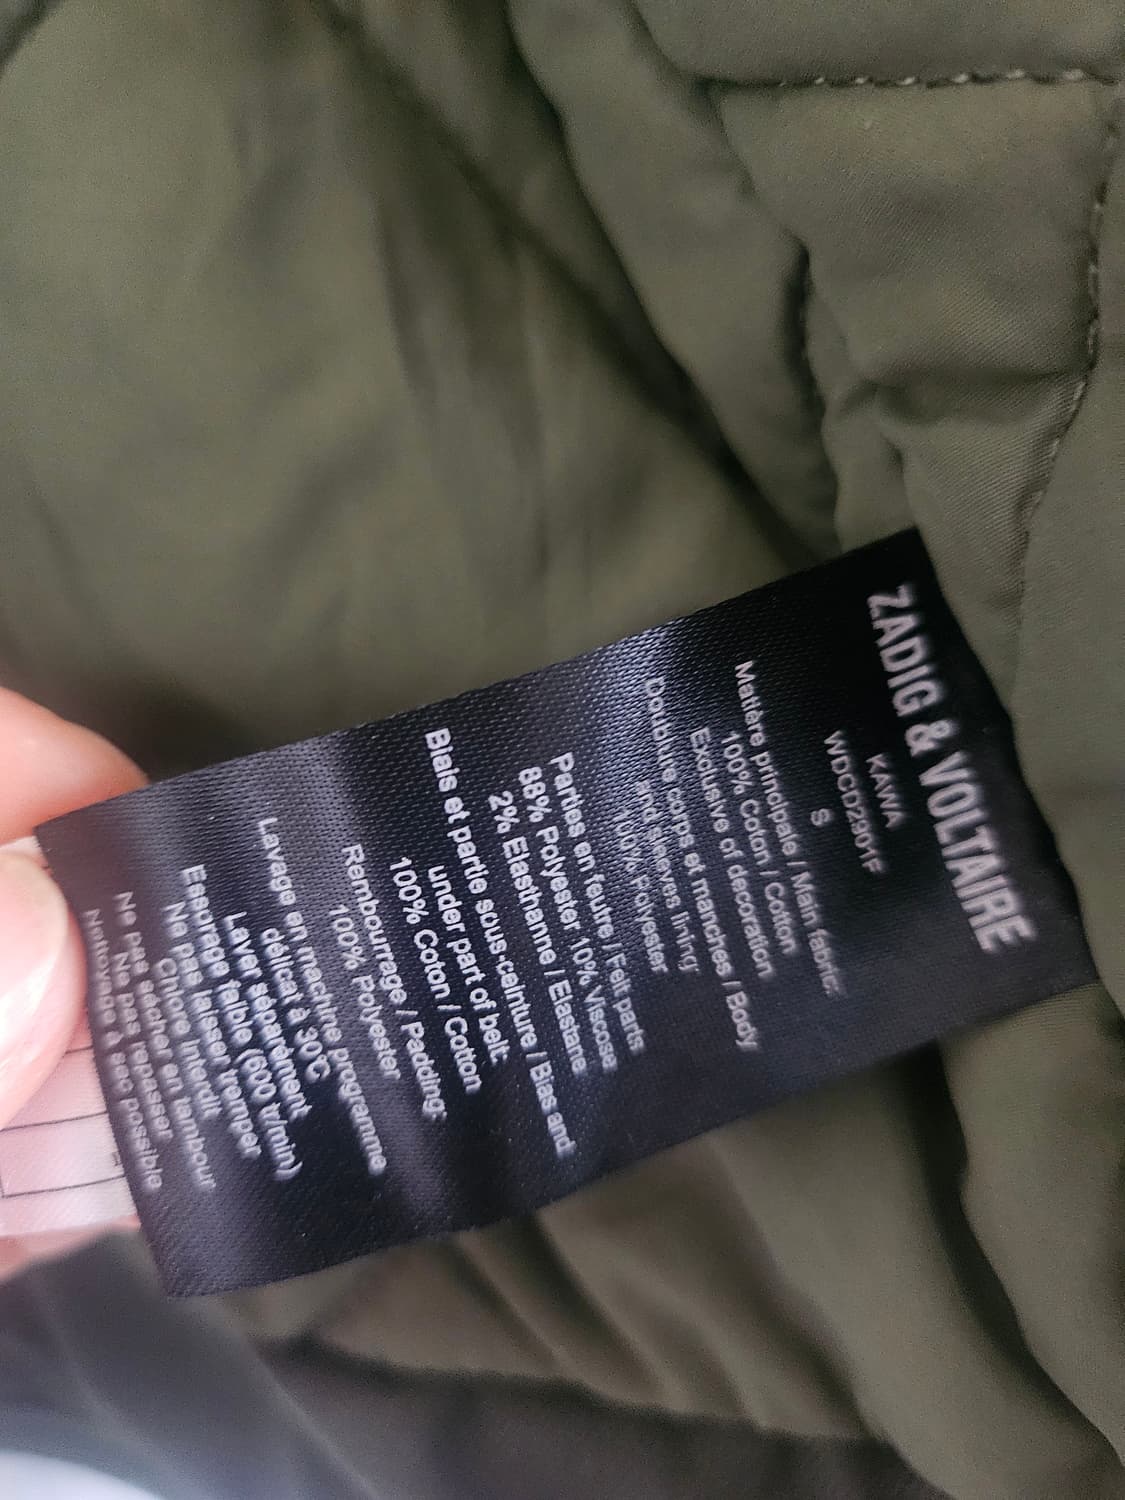 ZADIG & VOLTAIRE
KAWA
WDCD2901F
S
Matière principale / Main fabric:
100% Coton / Cotton
Exclusive of decoration
Doublure corps et manches / Body
and sleeves lining:
100% Polyester
Parties en feutre / Felt parts:
88% Polyester 10% Viscose
2% Elasthanne / Elastane
Biais et partie sous-ceinture / Bias and
under part of belt:
100% Coton / Cotton
Rembourrage / Padding:
100% Polyester
Lavage en machine programme
délicat à 30°C
Laver séparément
Essorage faible (600 tr/min)
Ne pas laisser tremper
Chlore interdit
Ne pas sécher en tambour
Ne pas repasser
Nettoyage à sec possible